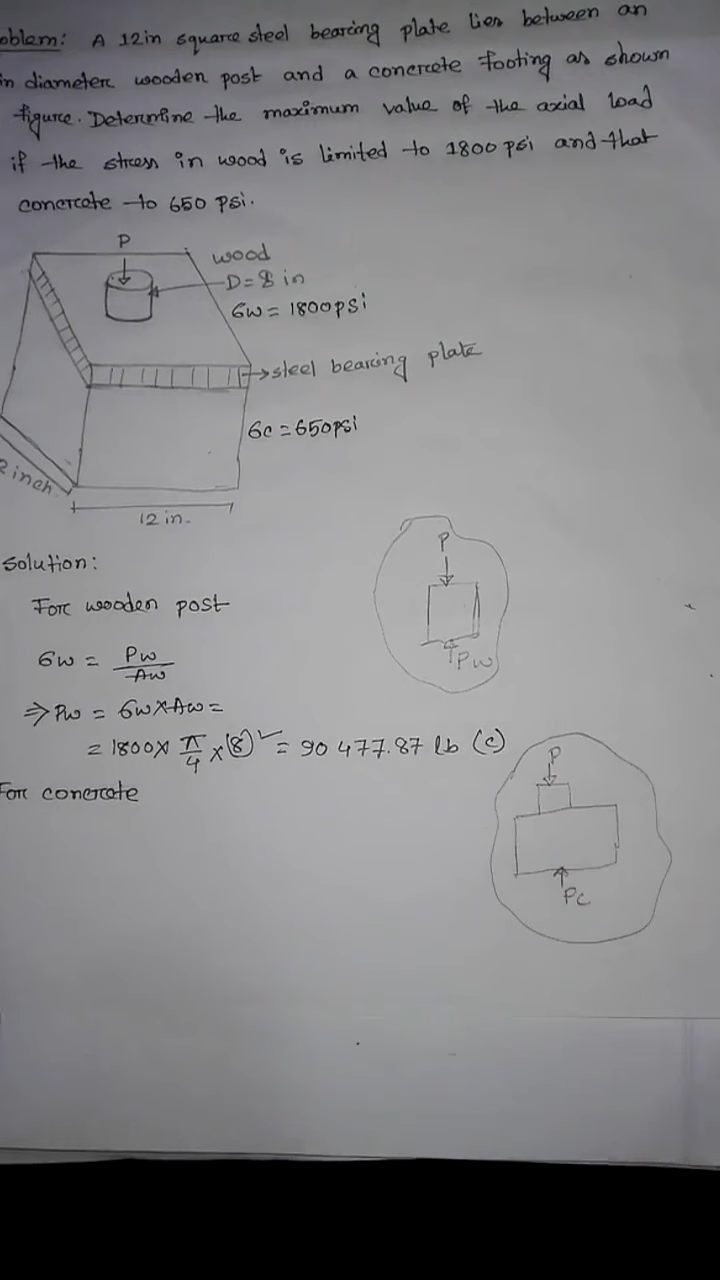 oblem: A 12in square steel bearing plate lies between an
in diameter wooden post and a concrete footing as shown
figure. Determine the maximum value of the axial load
if the stress in wood is limited to 1800 psi and that
concrete to 650 psi.
P
wood
D = 8 in
σw = 1800psi
steel bearing plate
σc = 650psi
2 inch
12 in.
Solution:
P
For wooden post
σw = Pw/Aw
Pw
⇒ Pw = σw×Aw =
= 1800× π/4 ×(8)² = 90 477.87 lb (c)
P
For concrete
Pc